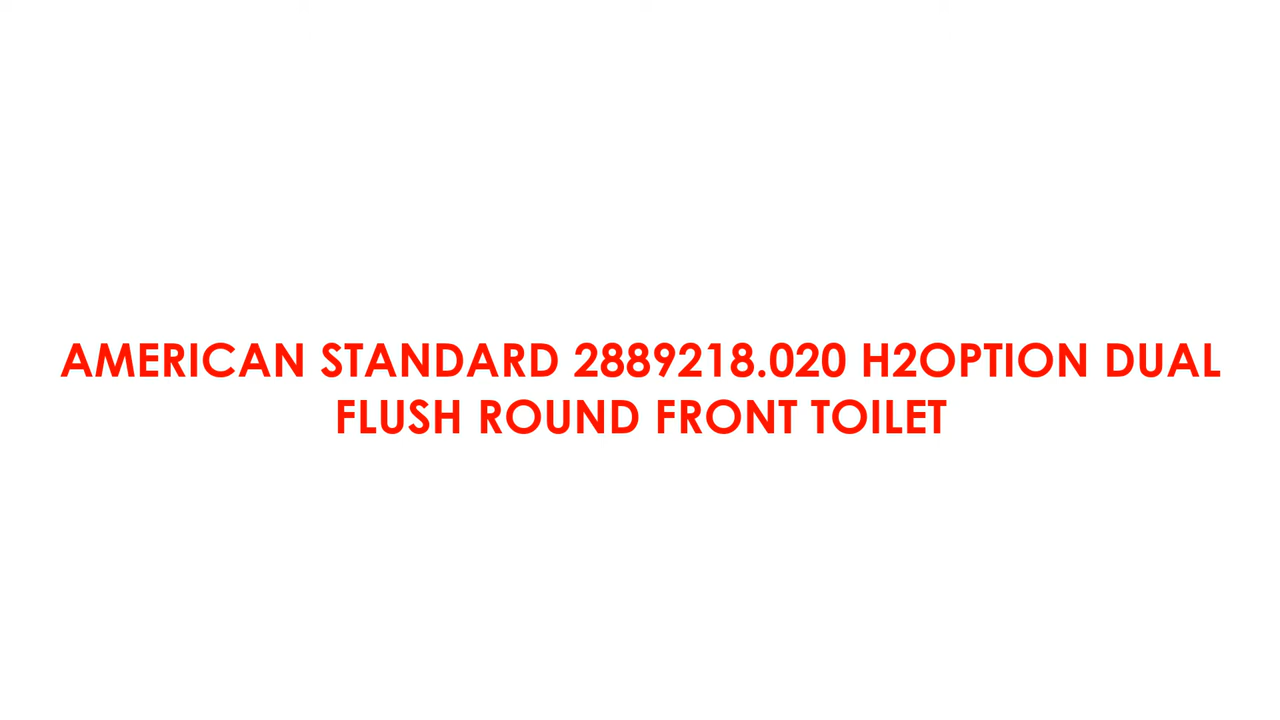 AMERICAN STANDARD 2889218.020 H2OPTION DUAL
FLUSH ROUND FRONT TOILET